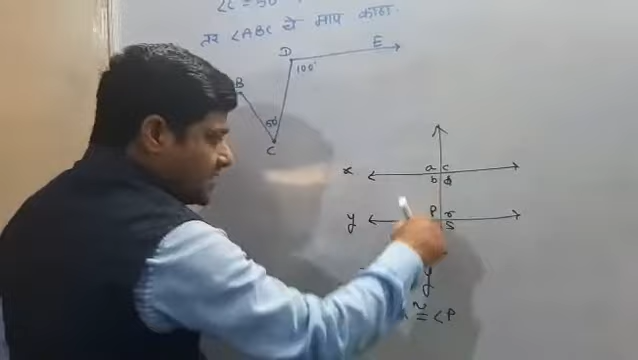 ∠C = 50°
तर ∠ABC चे माप काढा.
D
E
100°
B
50°
C
x
a c
b d
y
P r
S
y
≅ ∠P